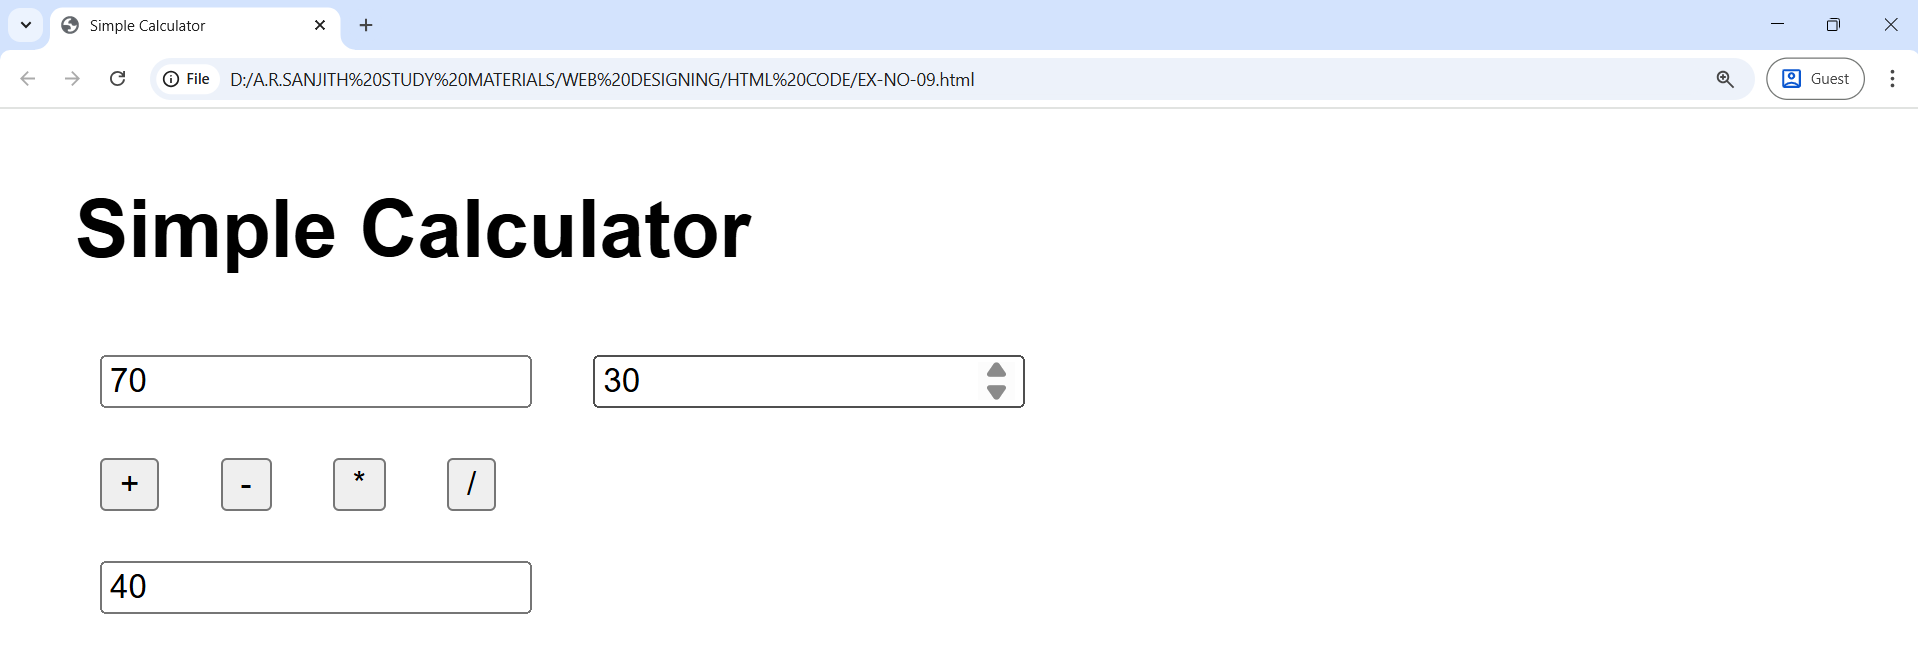 Simple Calculator
File D:/A.R.SANJITH%20STUDY%20MATERIALS/WEB%20DESIGNING/HTML%20CODE/EX-NO-09.html Guest
Simple Calculator
70 30
+ - * /
40